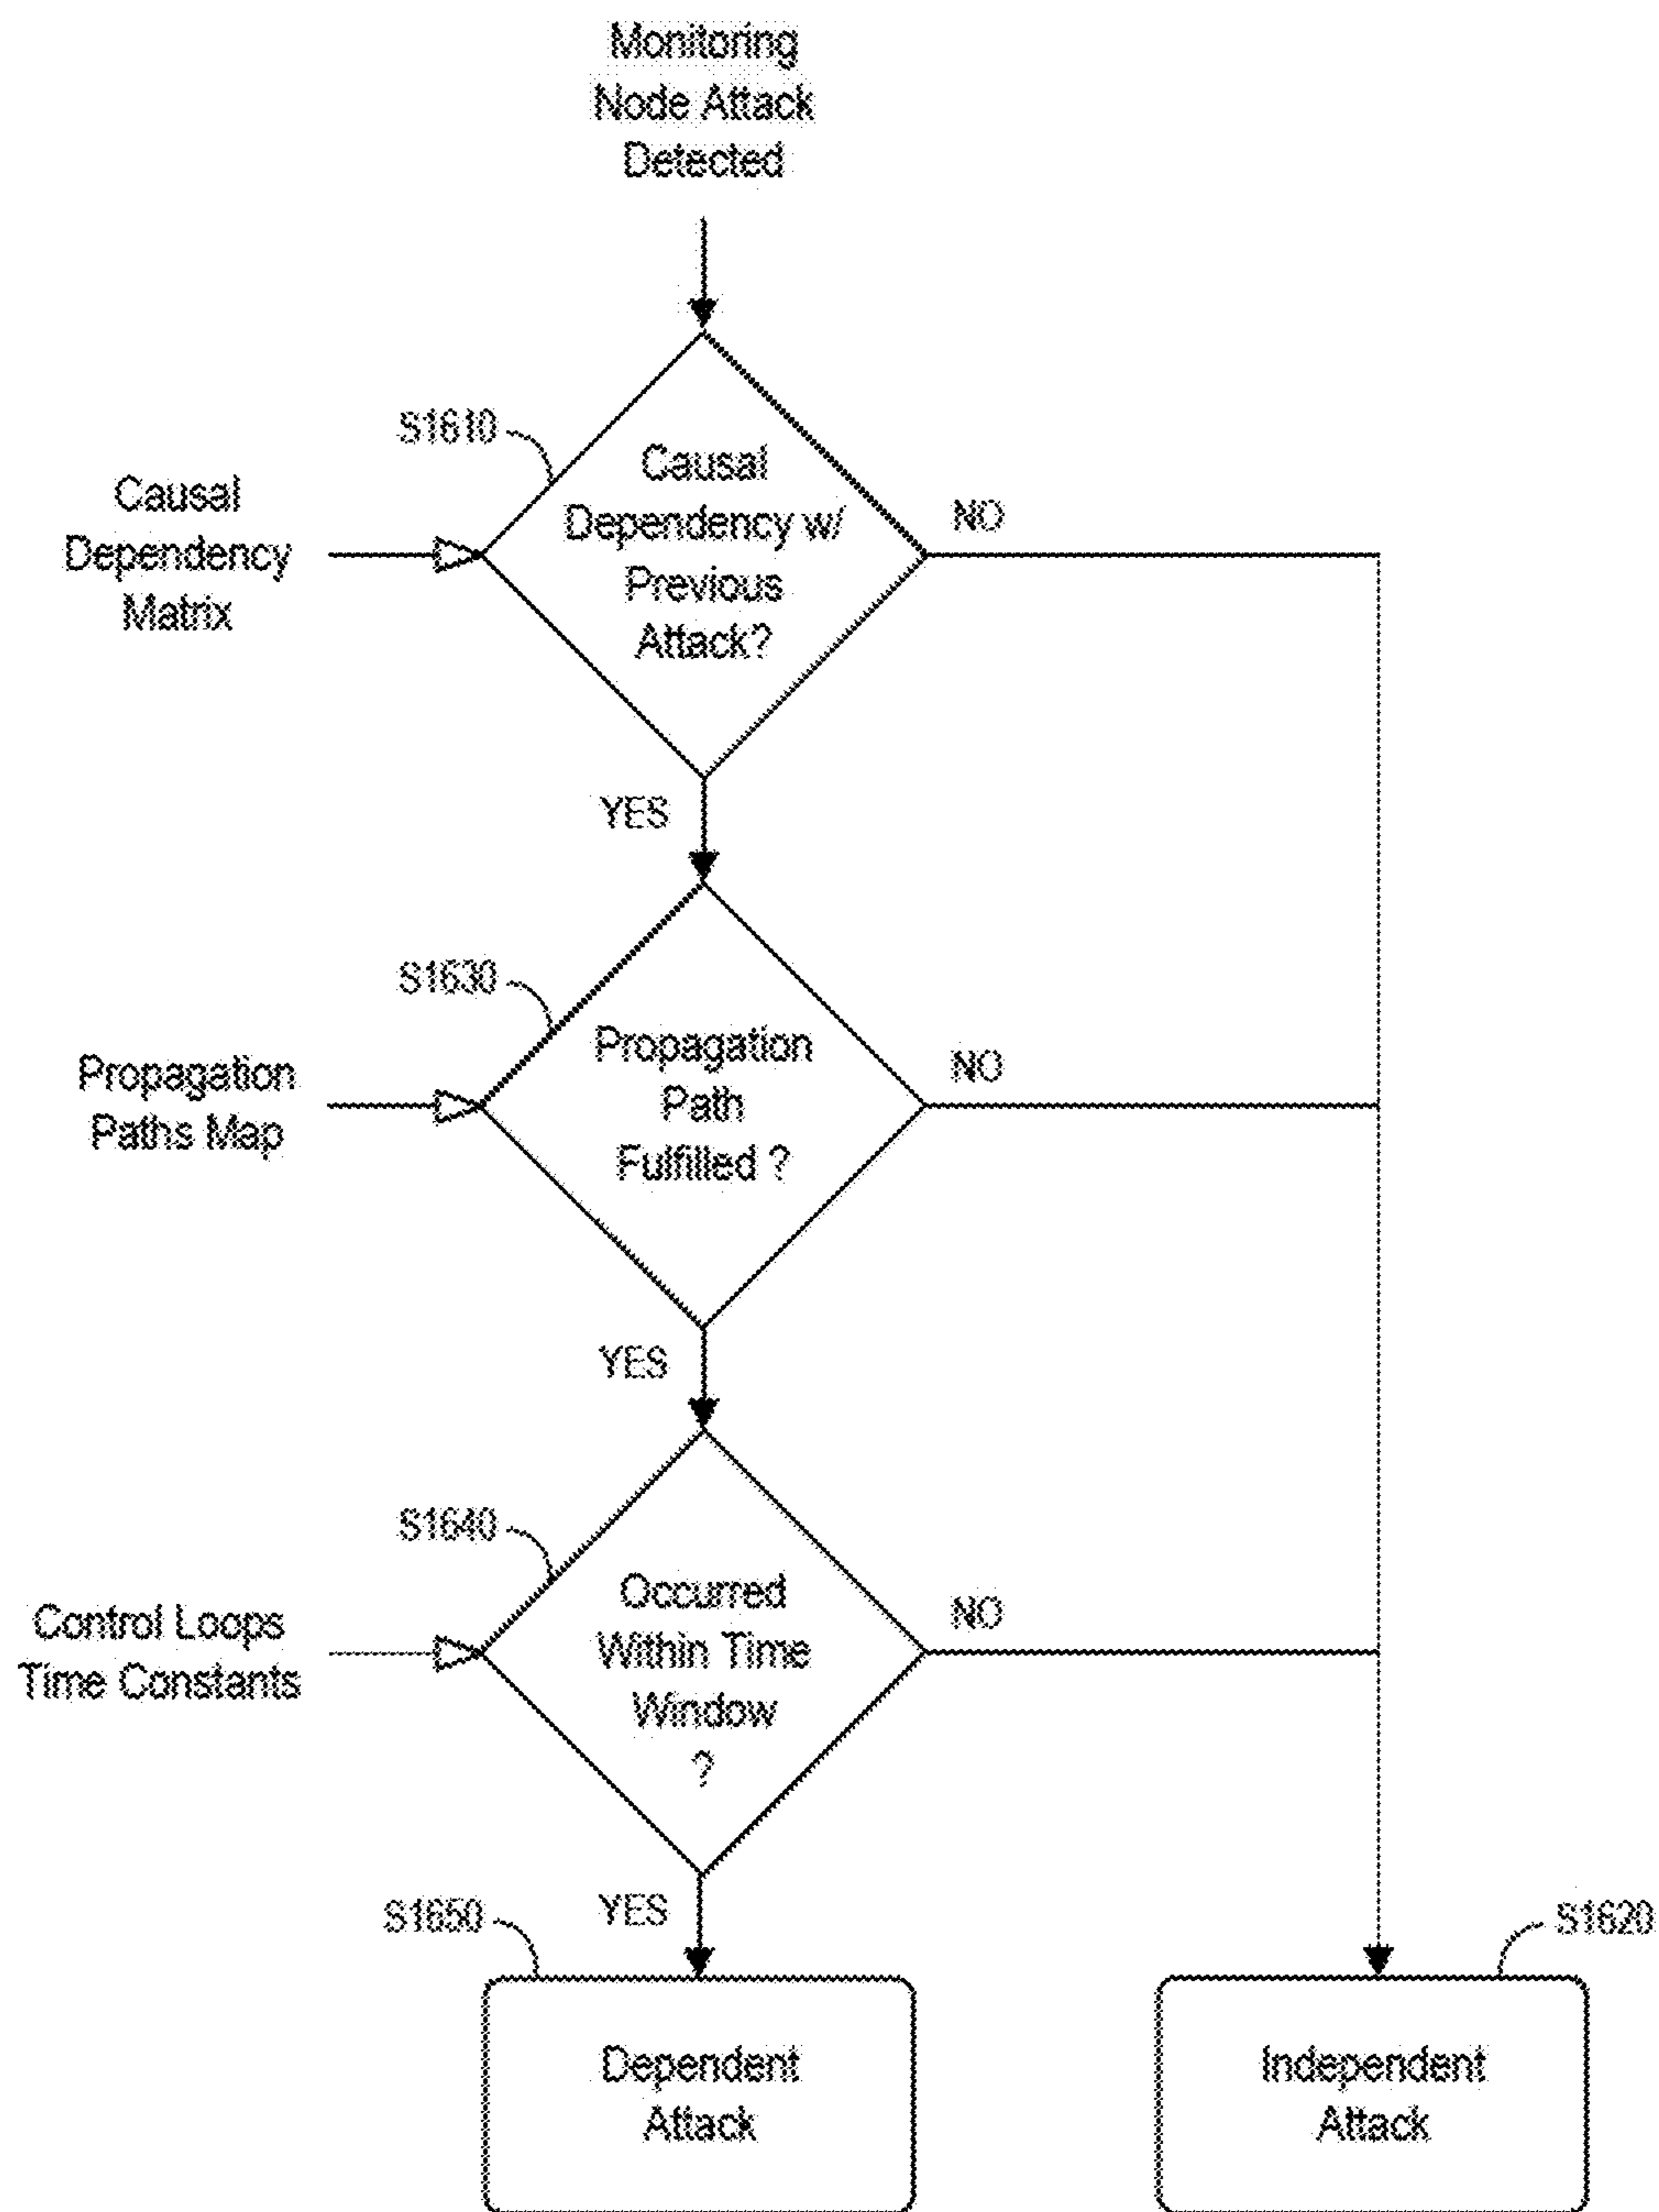 Monitoring
Node Attack
Detected
S1610
Causal
Dependency
Matrix
Causal
Dependency w/
Previous
Attack?
NO
YES
S1630
Propagation
Paths Map
Propagation
Path
Fulfilled ?
NO
YES
S1640
Control Loops
Time Constants
Occurred
Within Time
Window
?
NO
YES
S1650
S1620
Dependent
Attack
Independent
Attack